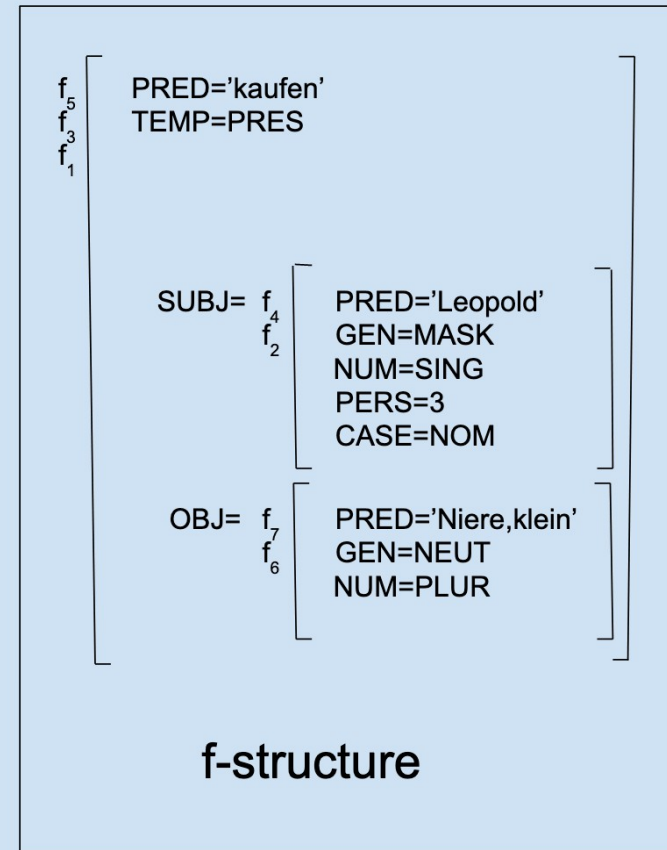 f5 PRED='kaufen'
f3 TEMP=PRES
f1
SUBJ= f4 PRED='Leopold'
f2 GEN=MASK
NUM=SING
PERS=3
CASE=NOM
OBJ= f7 PRED='Niere,klein'
f6 GEN=NEUT
NUM=PLUR
f-structure